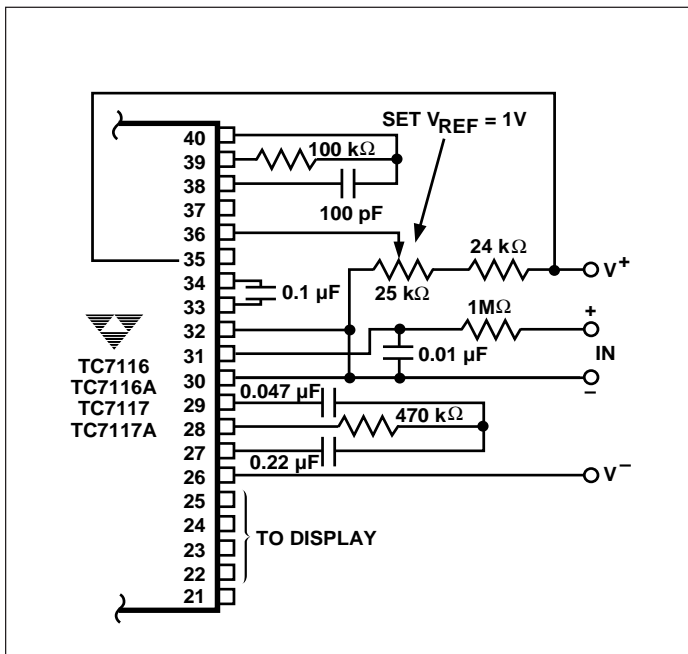 SET VREF = 1V
40
39
38
37
36
35
34
33
32
31
30
29
28
27
26
25
24
23
22
21
100 kΩ
100 pF
24 kΩ
V+
25 kΩ
0.1 µF
1MΩ
+
IN
–
0.01 µF
TC7116
TC7116A
TC7117
TC7117A
0.047 µF
470 kΩ
0.22 µF
V–
TO DISPLAY